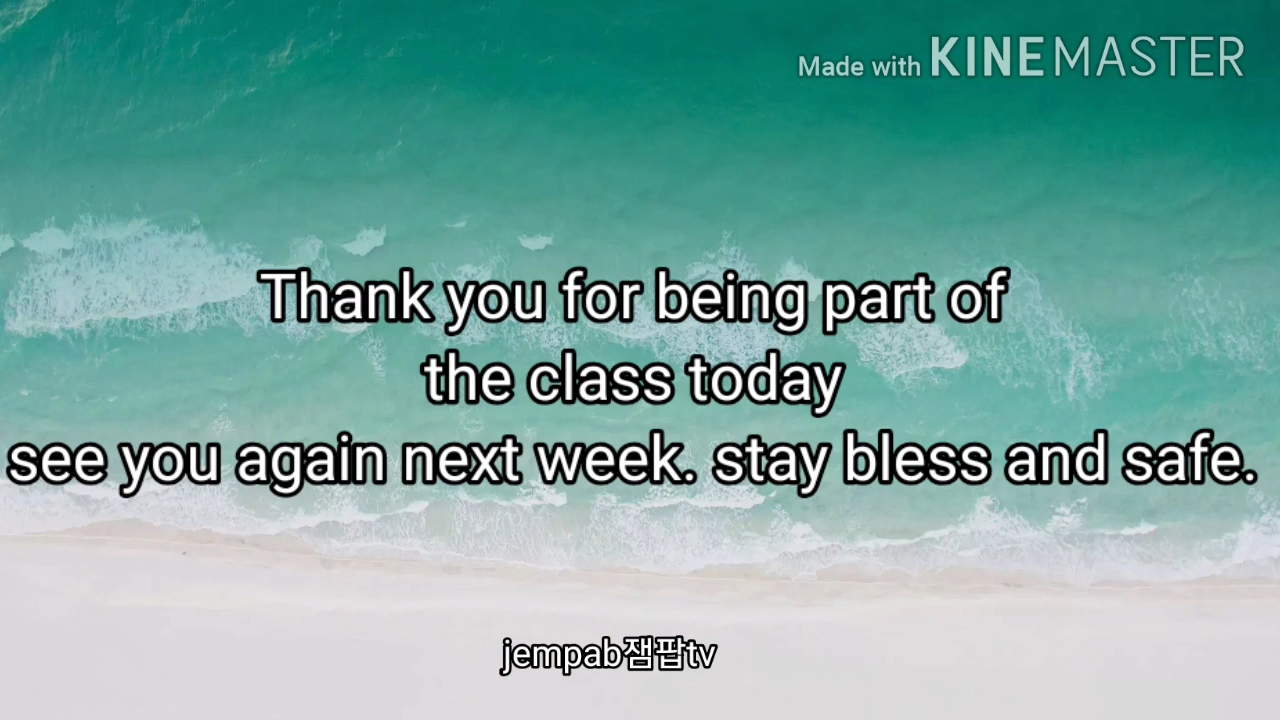 Made with KINEMASTER
Thank you for being part of
the class today
see you again next week. stay bless and safe.
jempab잼팝tv